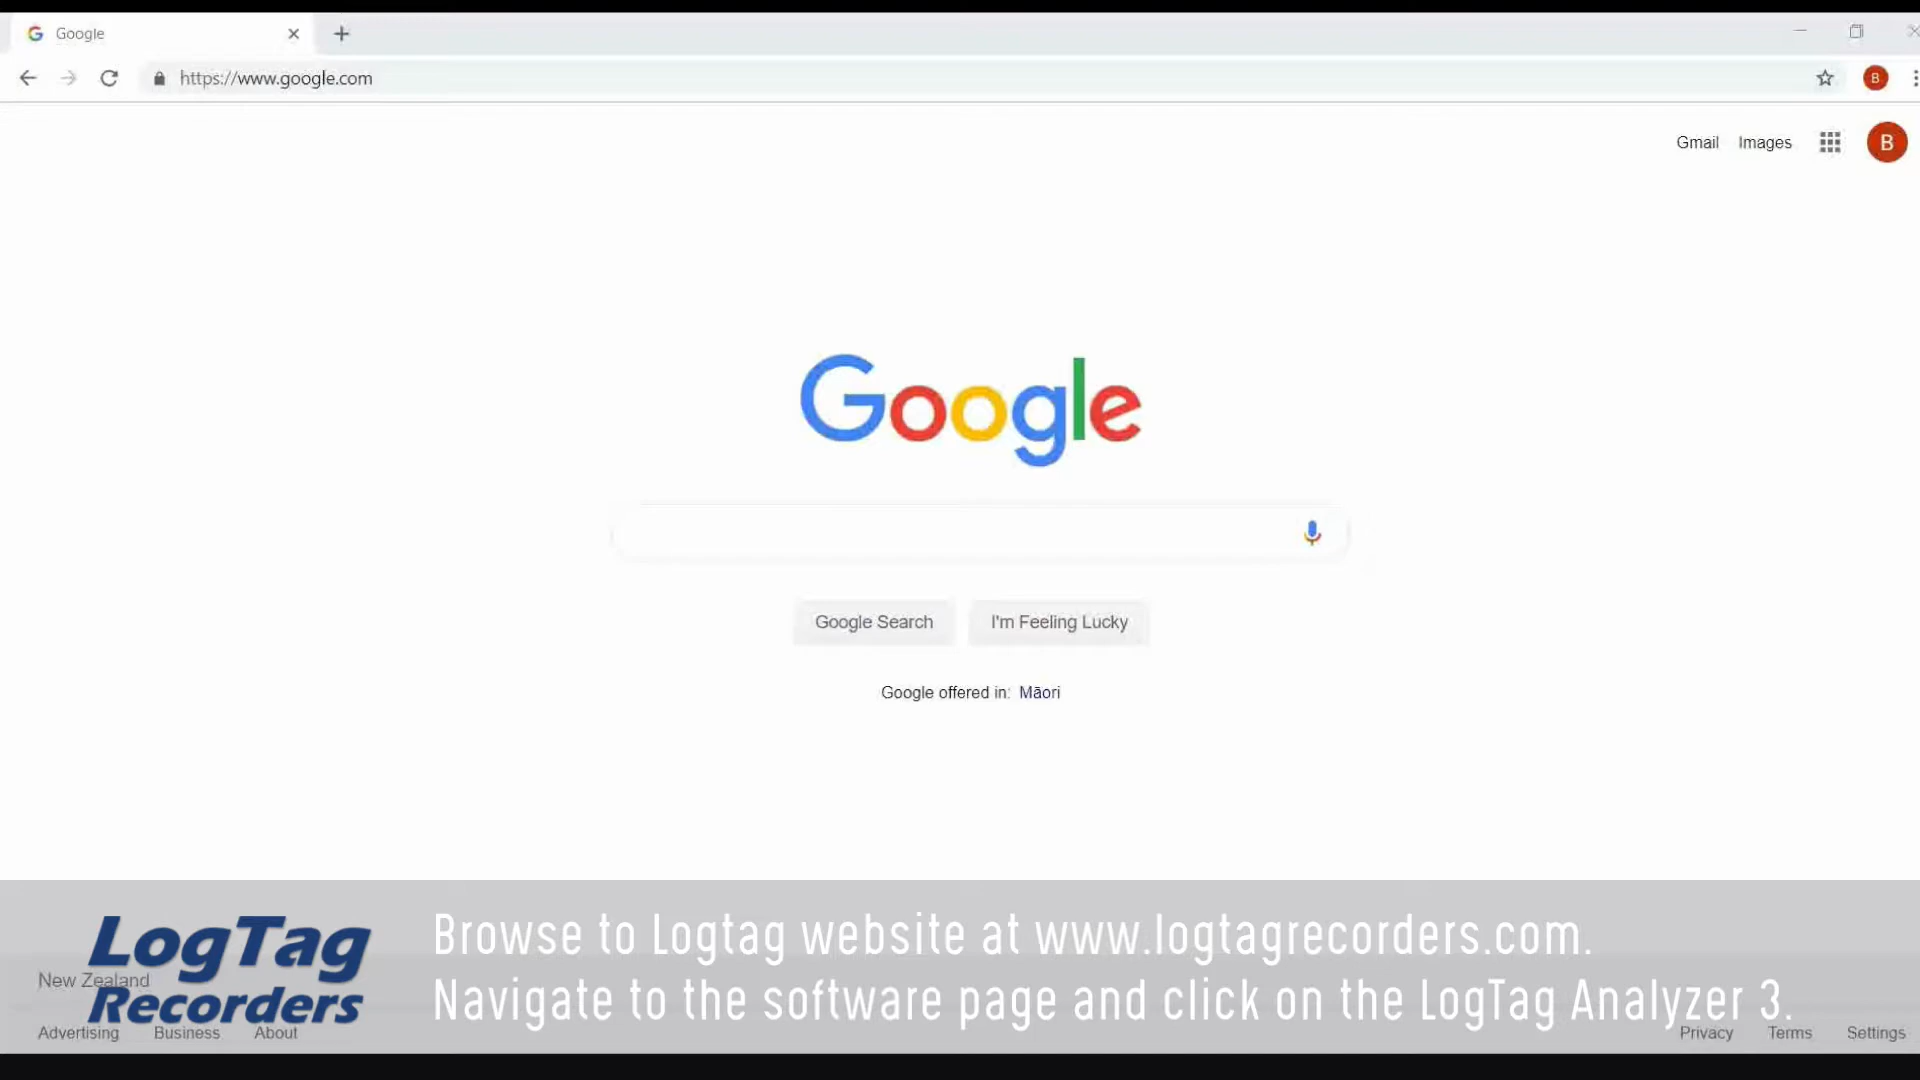 Google
https://www.google.com
B
Gmail Images
B
Google
Google Search I'm Feeling Lucky
Google offered in: Māori
LogTag
Recorders
Browse to Logtag website at www.logtagrecorders.com.
Navigate to the software page and click on the LogTag Analyzer 3.
New Zealand
Advertising Business About
Privacy Terms Settings